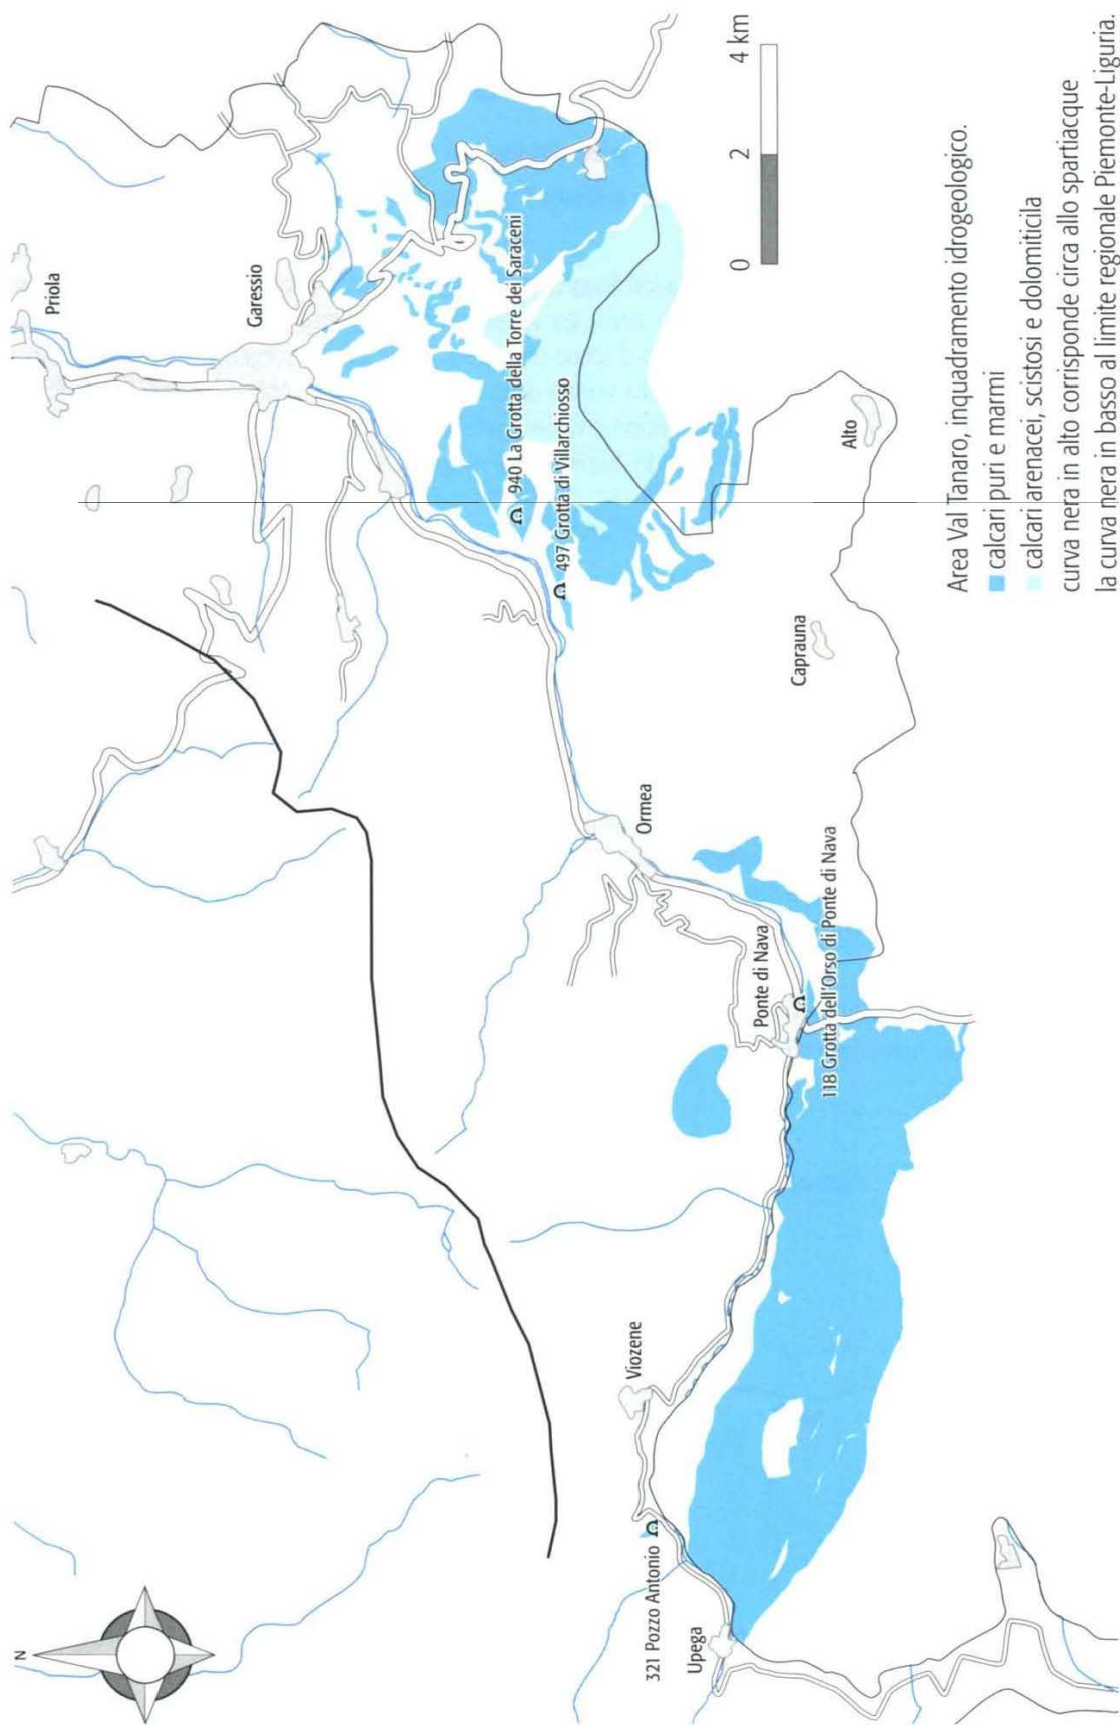 N
Priola
Garessio
940 La Grotta della Torre dei Saraceni
497 Grotta di Villarchiosso
Alto
Caprauna
Ormea
Ponte di Nava
118 Grotta dell'Orso di Ponte di Nava
Viozene
321 Pozzo Antonio
Upega
0 2 4 km
Area Val Tanaro, inquadramento idrogeologico.
calcari puri e marmi
calcari arenacei, scistosi e dolomiticila
curva nera in alto corrisponde circa allo spartiacque
la curva nera in basso al limite regionale Piemonte-Liguria.